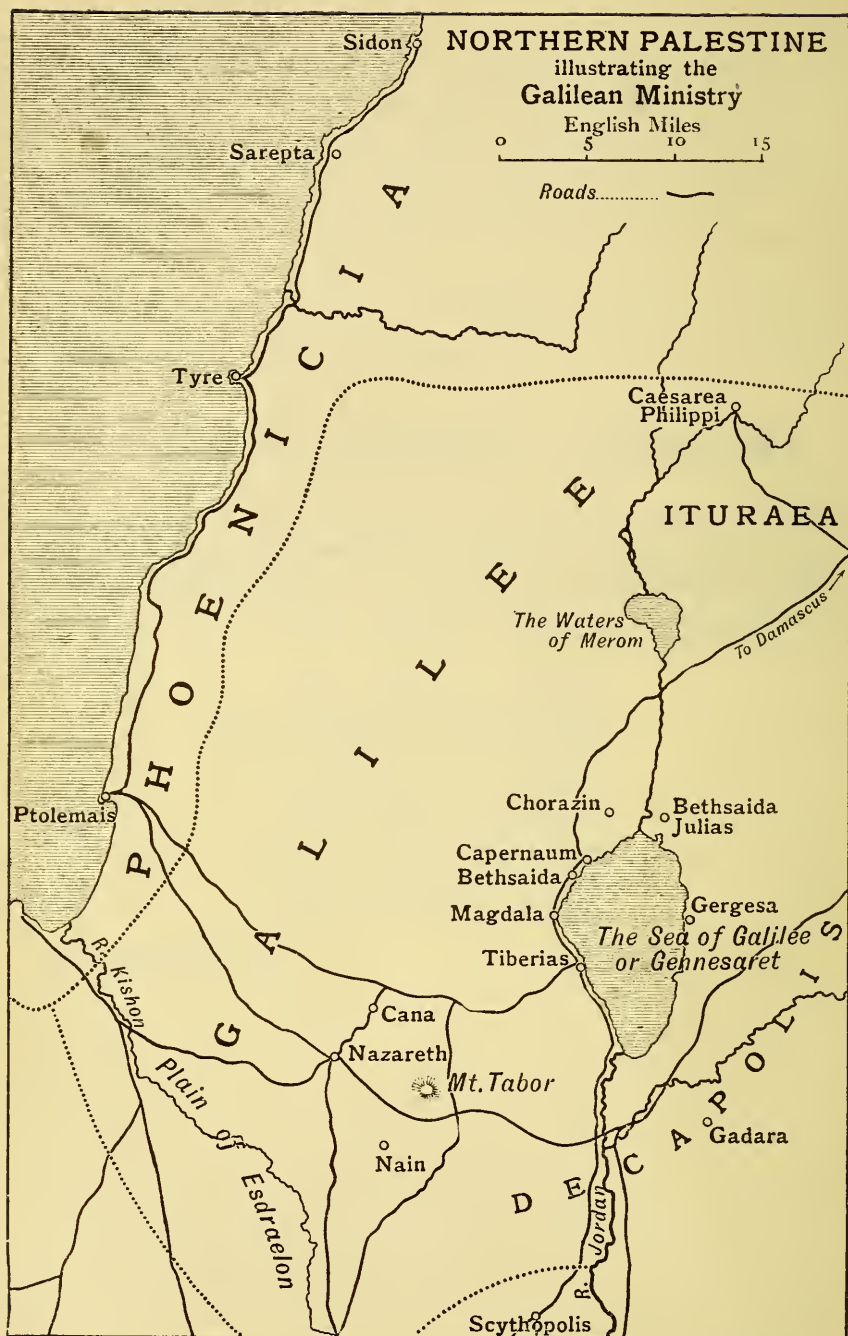 NORTHERN PALESTINE
illustrating the
Galilean Ministry
English Miles
0 5 10 15
Roads............
Sidon
Sarepta
PHOENICIA
Tyre
Caesarea
Philippi
ITURAEA
GALILEE
The Waters
of Merom
To Damascus
Ptolemais
Chorazin
Bethsaida
Julias
Capernaum
Bethsaida
Magdala
Gergesa
The Sea of Galilee
or Gennesaret
Tiberias
R. Kishon
Cana
Nazareth
Mt. Tabor
Plain of Esdraelon
Nain
DECAPOLIS
Gadara
R. Jordan
Scythopolis